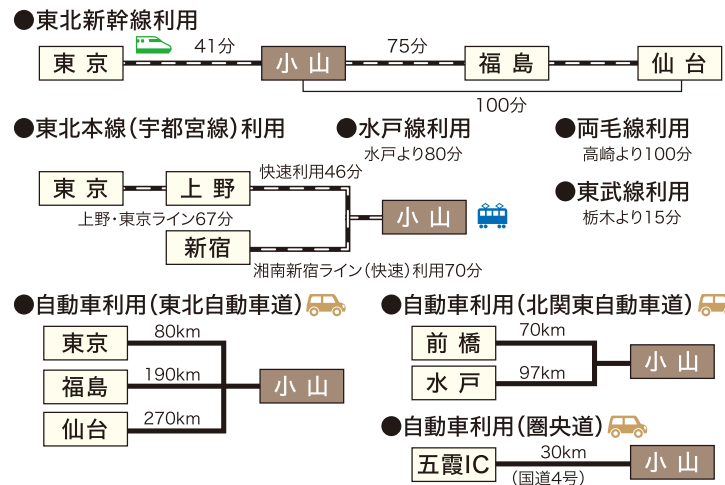 ●東北新幹線利用
東京 41分 小山 75分 福島 仙台
100分
●東北本線(宇都宮線)利用
快速利用46分
東京 上野 小山
上野・東京ライン67分
新宿
湘南新宿ライン(快速)利用70分
●水戸線利用
水戸より80分
●両毛線利用
高崎より100分
●東武線利用
栃木より15分
●自動車利用(東北自動車道)
東京 80km
福島 190km 小山
仙台 270km
●自動車利用(北関東自動車道)
前橋 70km 小山
水戸 97km
●自動車利用(圏央道)
五霞IC 30km 小山
(国道4号)